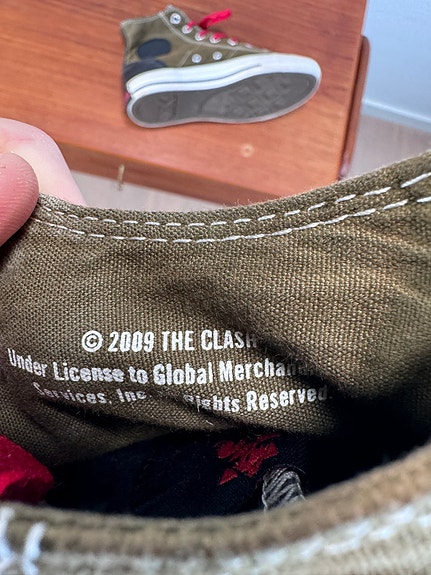 © 2009 THE CLASH
Under License to Global
Services, Inc Rights Reserved